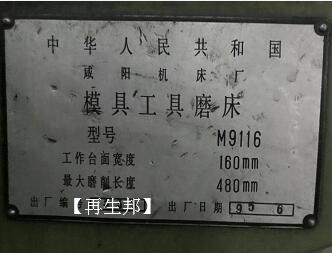 中华人民共和国
咸阳机床厂
模具工具磨床
型号 M9116
工作台面宽度 160mm
最大磨削长度 480mm
出厂编【再生邦】出厂日期 95 6